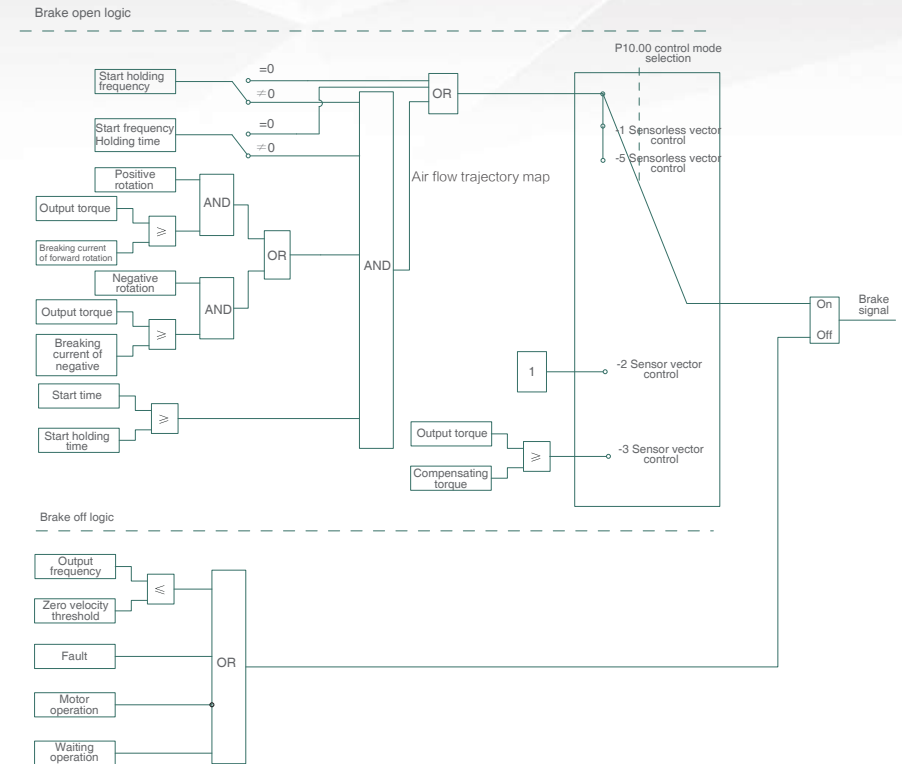 Brake open logic
P10.00 control mode
selection
Start holding
frequency
=0
≠0
OR
Start frequency
Holding time
=0
≠0
-1 Sensorless vector
control
-5 Sensorless vector
control
Air flow trajectory map
Positive
rotation
AND
Output torque
≥
Breaking current
of forward rotation
OR
AND
Negative
rotation
AND
Output torque
≥
Breaking
current of
negative
On
Off
Brake
signal
1
-2 Sensor vector
control
Start time
≥
Start holding
time
Output torque
≥
Compensating
torque
-3 Sensor vector
control
Brake off logic
Output
frequency
≤
Zero velocity
threshold
Fault
OR
Motor
operation
Waiting
operation